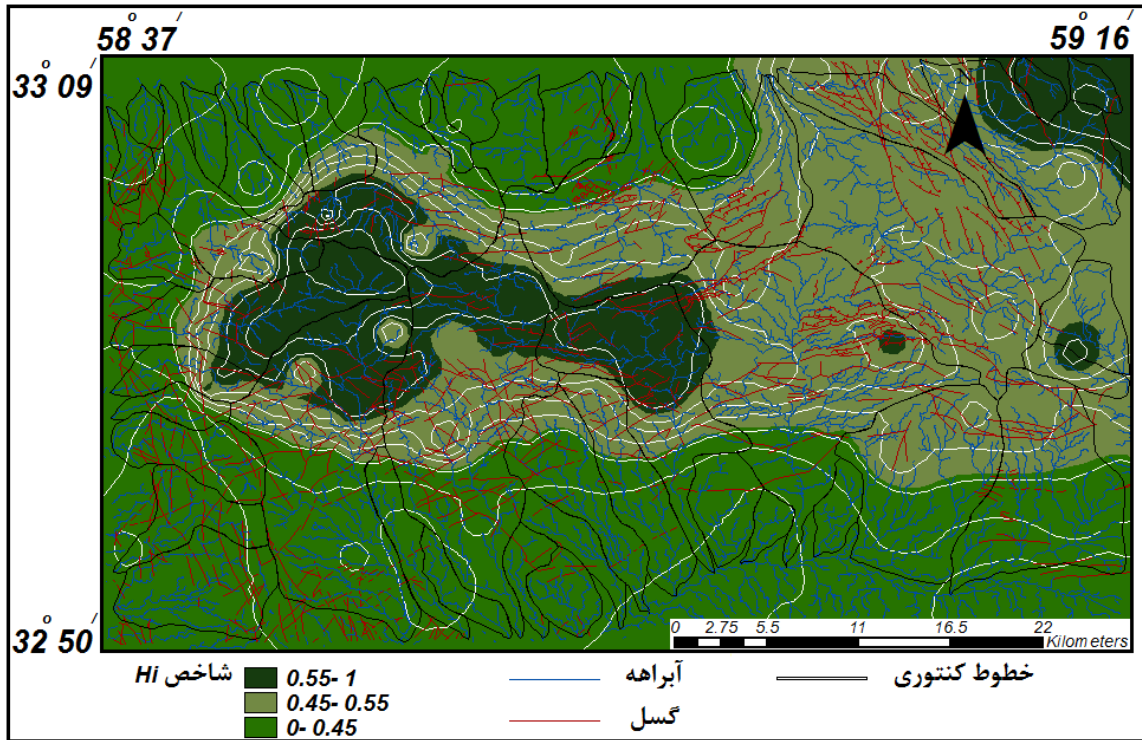 58° 37′
59° 16′
33° 09′
32° 50′
0 2.75 5.5 11 16.5 22
Kilometers
شاخص Hi
0.55- 1
0.45- 0.55
0- 0.45
آبراهه
گسل
خطوط کنتوری